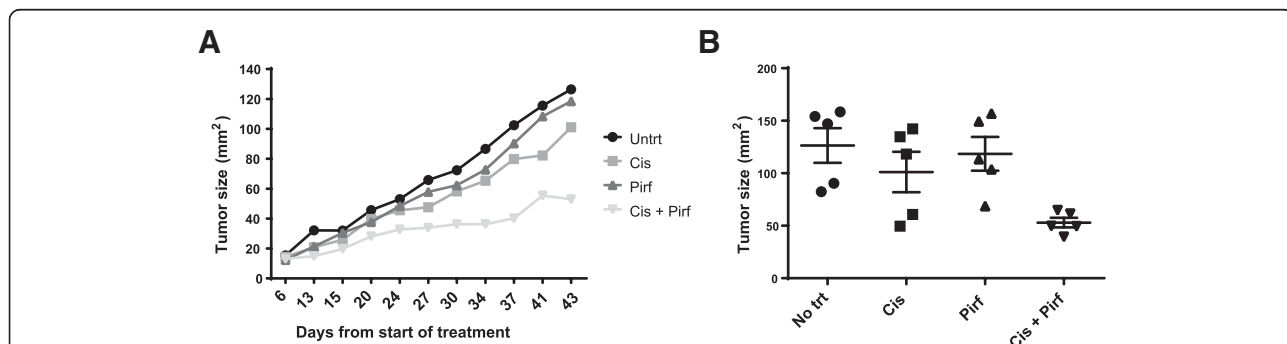 A
B
140
120
100
80
60
40
20
0
Tumor size (mm2)
6 13 15 20 24 27 30 34 37 41 43
Days from start of treatment
Untrt
Cis
Pirf
Cis + Pirf
200
150
100
50
0
Tumor size (mm2)
No trt
Cis
Pirf
Cis + Pirf